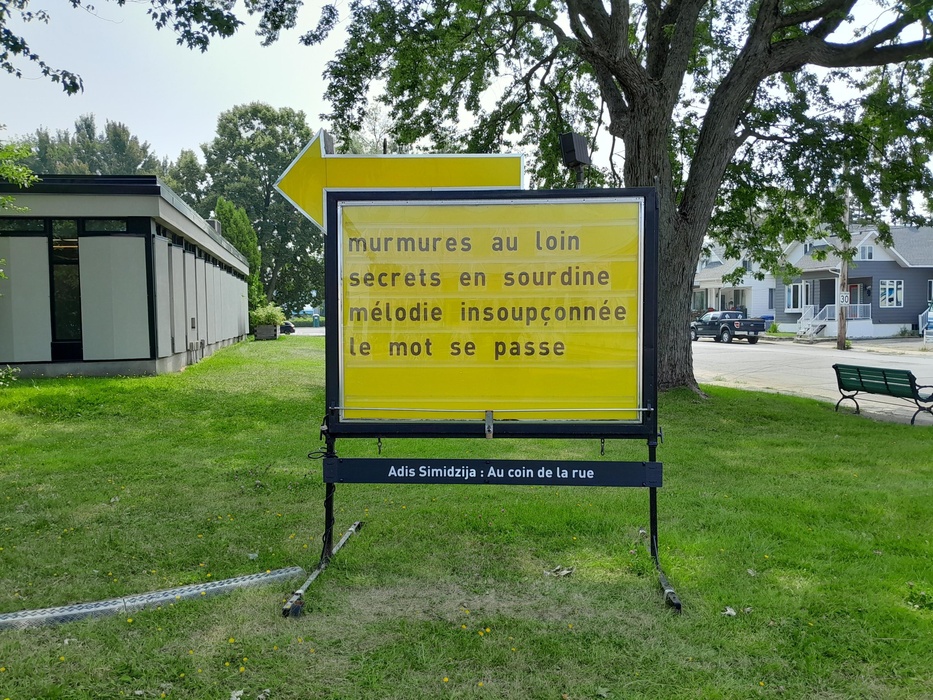 murmures au loin
secrets en sourdine
mélodie insoupçonnée
le mot se passe
Adis Simidzija : Au coin de la rue
30